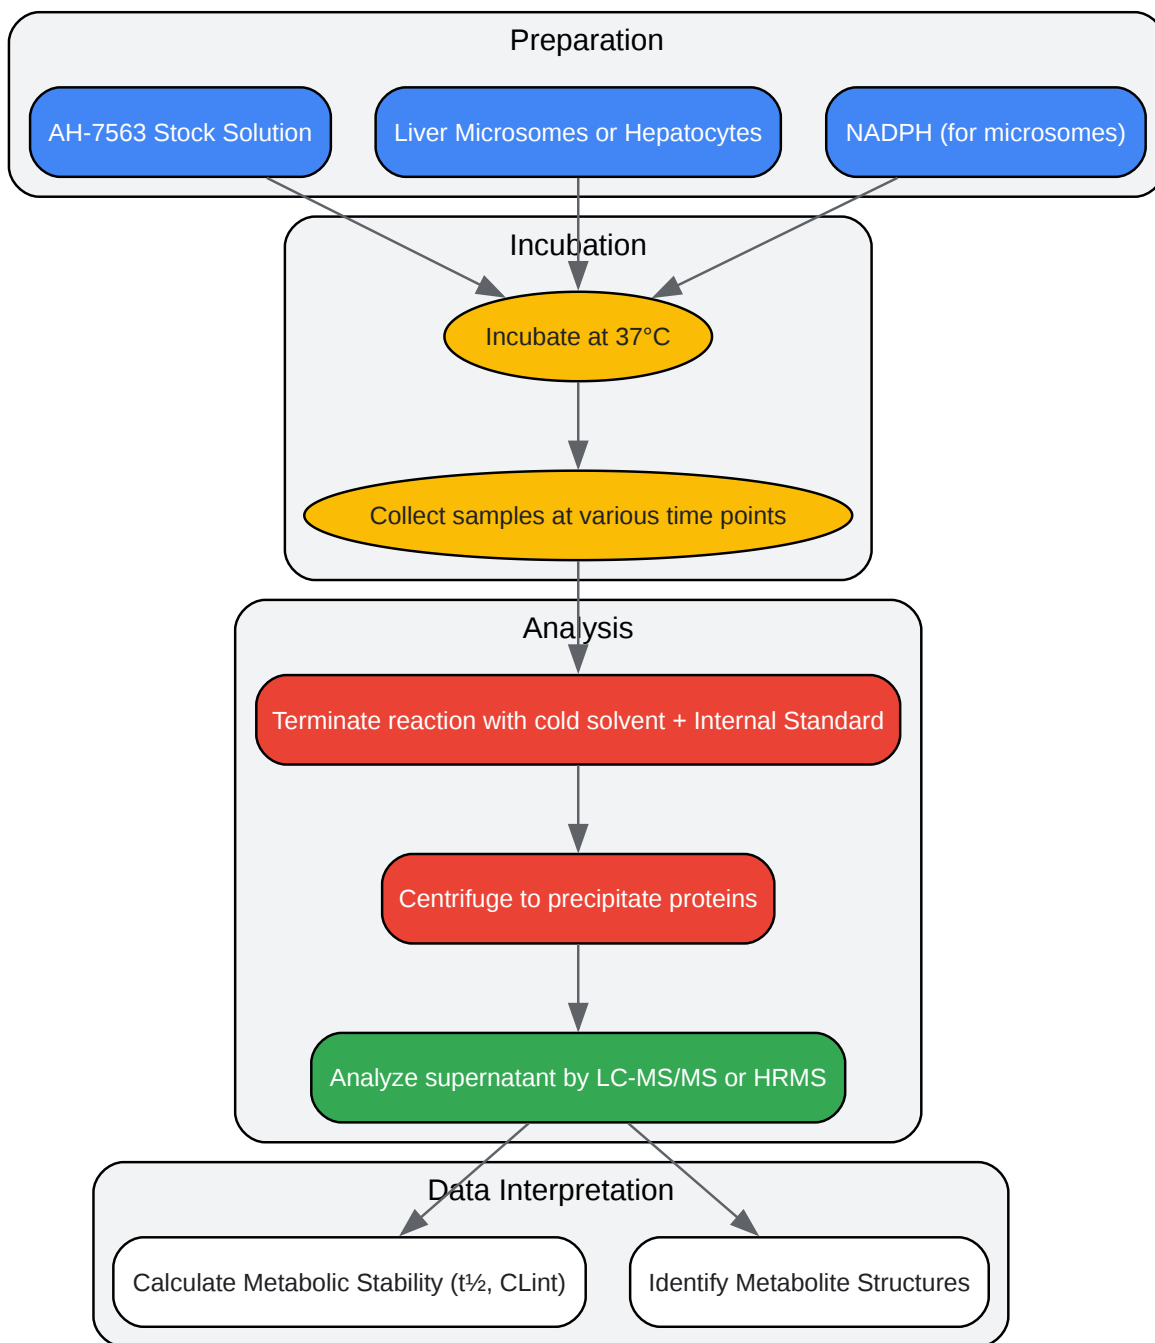 Preparation
AH-7563 Stock Solution
Liver Microsomes or Hepatocytes
NADPH (for microsomes)
Incubation
Incubate at 37°C
Collect samples at various time points
Analysis
Terminate reaction with cold solvent + Internal Standard
Centrifuge to precipitate proteins
Analyze supernatant by LC-MS/MS or HRMS
Data Interpretation
Calculate Metabolic Stability (t½, CLint)
Identify Metabolite Structures